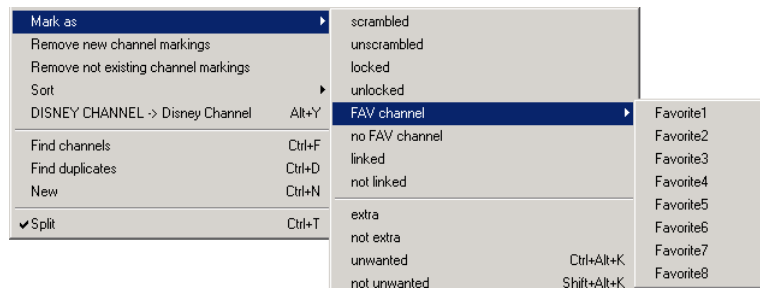 Mark as
Remove new channel markings
Remove not existing channel markings
Sort
DISNEY CHANNEL -> Disney Channel Alt+Y
Find channels Ctrl+F
Find duplicates Ctrl+D
New Ctrl+N
Split Ctrl+T
scrambled
unscrambled
locked
unlocked
FAV channel
no FAV channel
linked
not linked
extra
not extra
unwanted Ctrl+Alt+K
not unwanted Shift+Alt+K
Favorite1
Favorite2
Favorite3
Favorite4
Favorite5
Favorite6
Favorite7
Favorite8